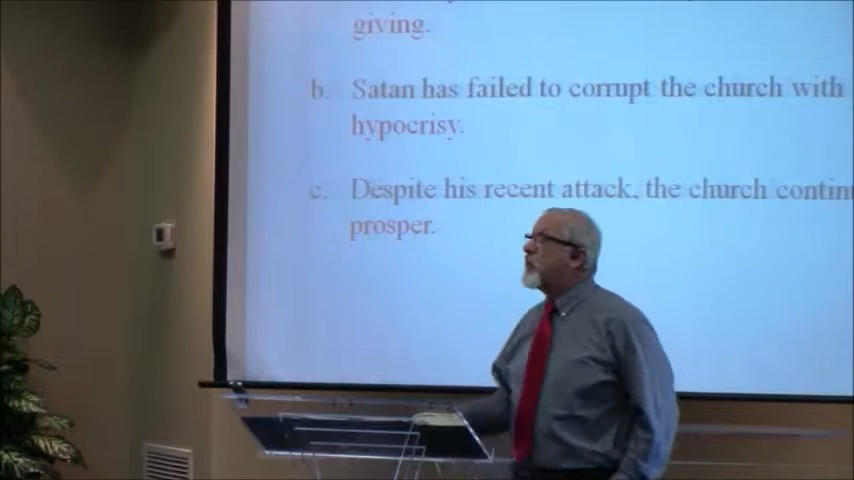 giving.
b. Satan has failed to corrupt the church with
hypocrisy.
c. Despite his recent attack, the church contin
prosper.